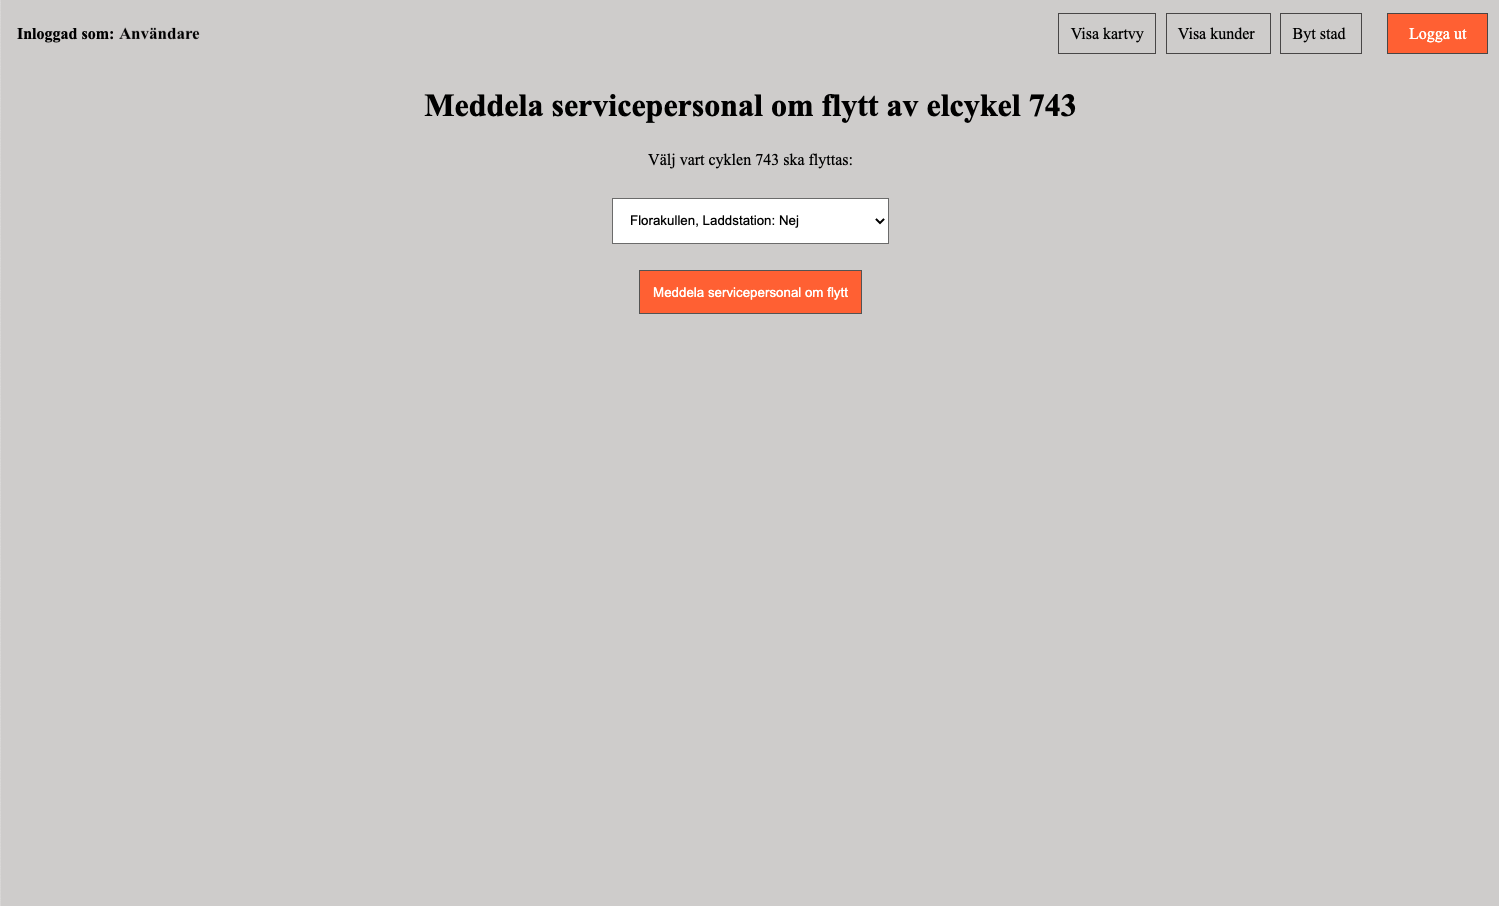 Inloggad som: Användare
Visa kartvy
Visa kunder
Byt stad
Logga ut
Meddela servicepersonal om flytt av elcykel 743
Välj vart cyklen 743 ska flyttas:
Florakullen, Laddstation: Nej
Meddela servicepersonal om flytt